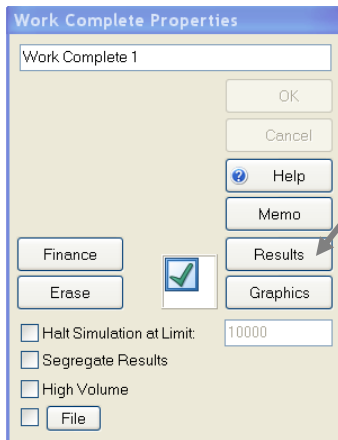 Work Complete Properties
Work Complete 1
OK
Cancel
Help
Memo
Finance
Results
Erase
Graphics
Halt Simulation at Limit: 10000
Segregate Results
High Volume
File